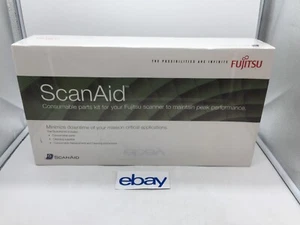 THE POSSIBILITIES ARE INFINITE
FUJITSU
ScanAid
Consumable parts kit for your Fujitsu scanner to maintain peak performance.
Minimize downtime of your mission critical applications.
SCANAID
ebay